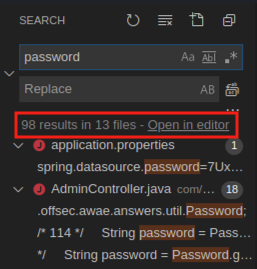 SEARCH
password
Aa Ab| .*
Replace
AB
...
98 results in 13 files - Open in editor
application.properties 1
spring.datasource.password=7Ux...
AdminController.java com/... 18
.offsec.awae.answers.util.Password;
/* 114 */ String password = Pass...
*/ String password = Password.g...